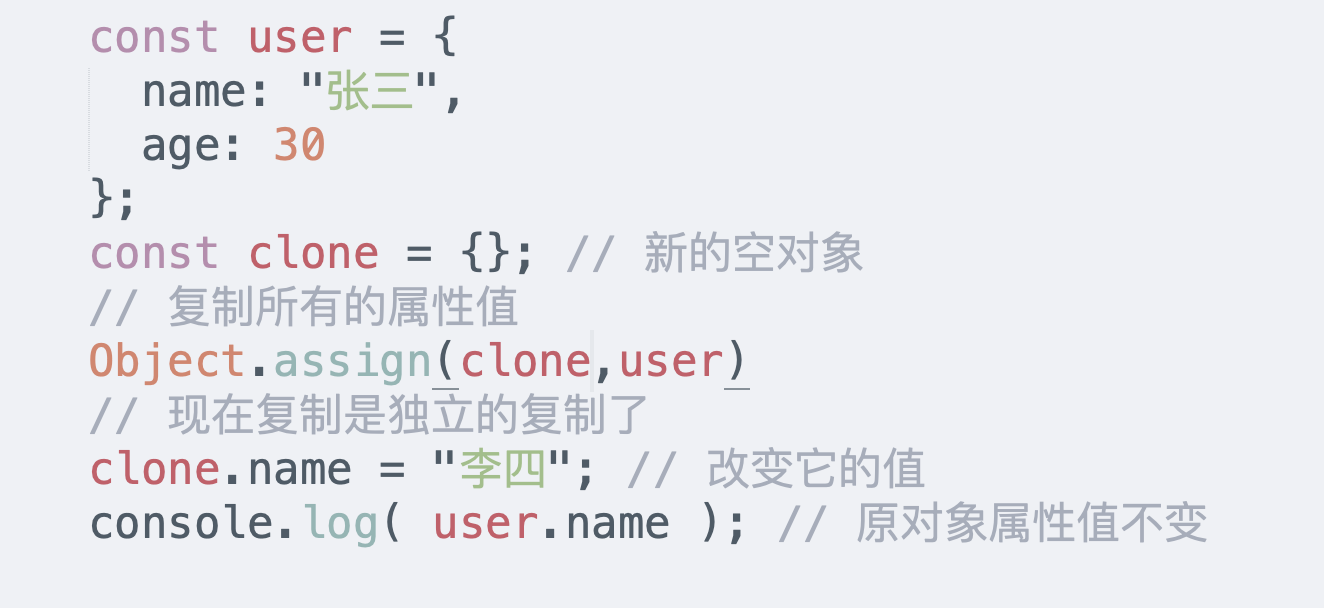 const user = {
  name: "张三",
  age: 30
};
const clone = {}; // 新的空对象
// 复制所有的属性值
Object.assign(clone,user)
// 现在复制是独立的复制了
clone.name = "李四"; // 改变它的值
console.log( user.name ); // 原对象属性值不变